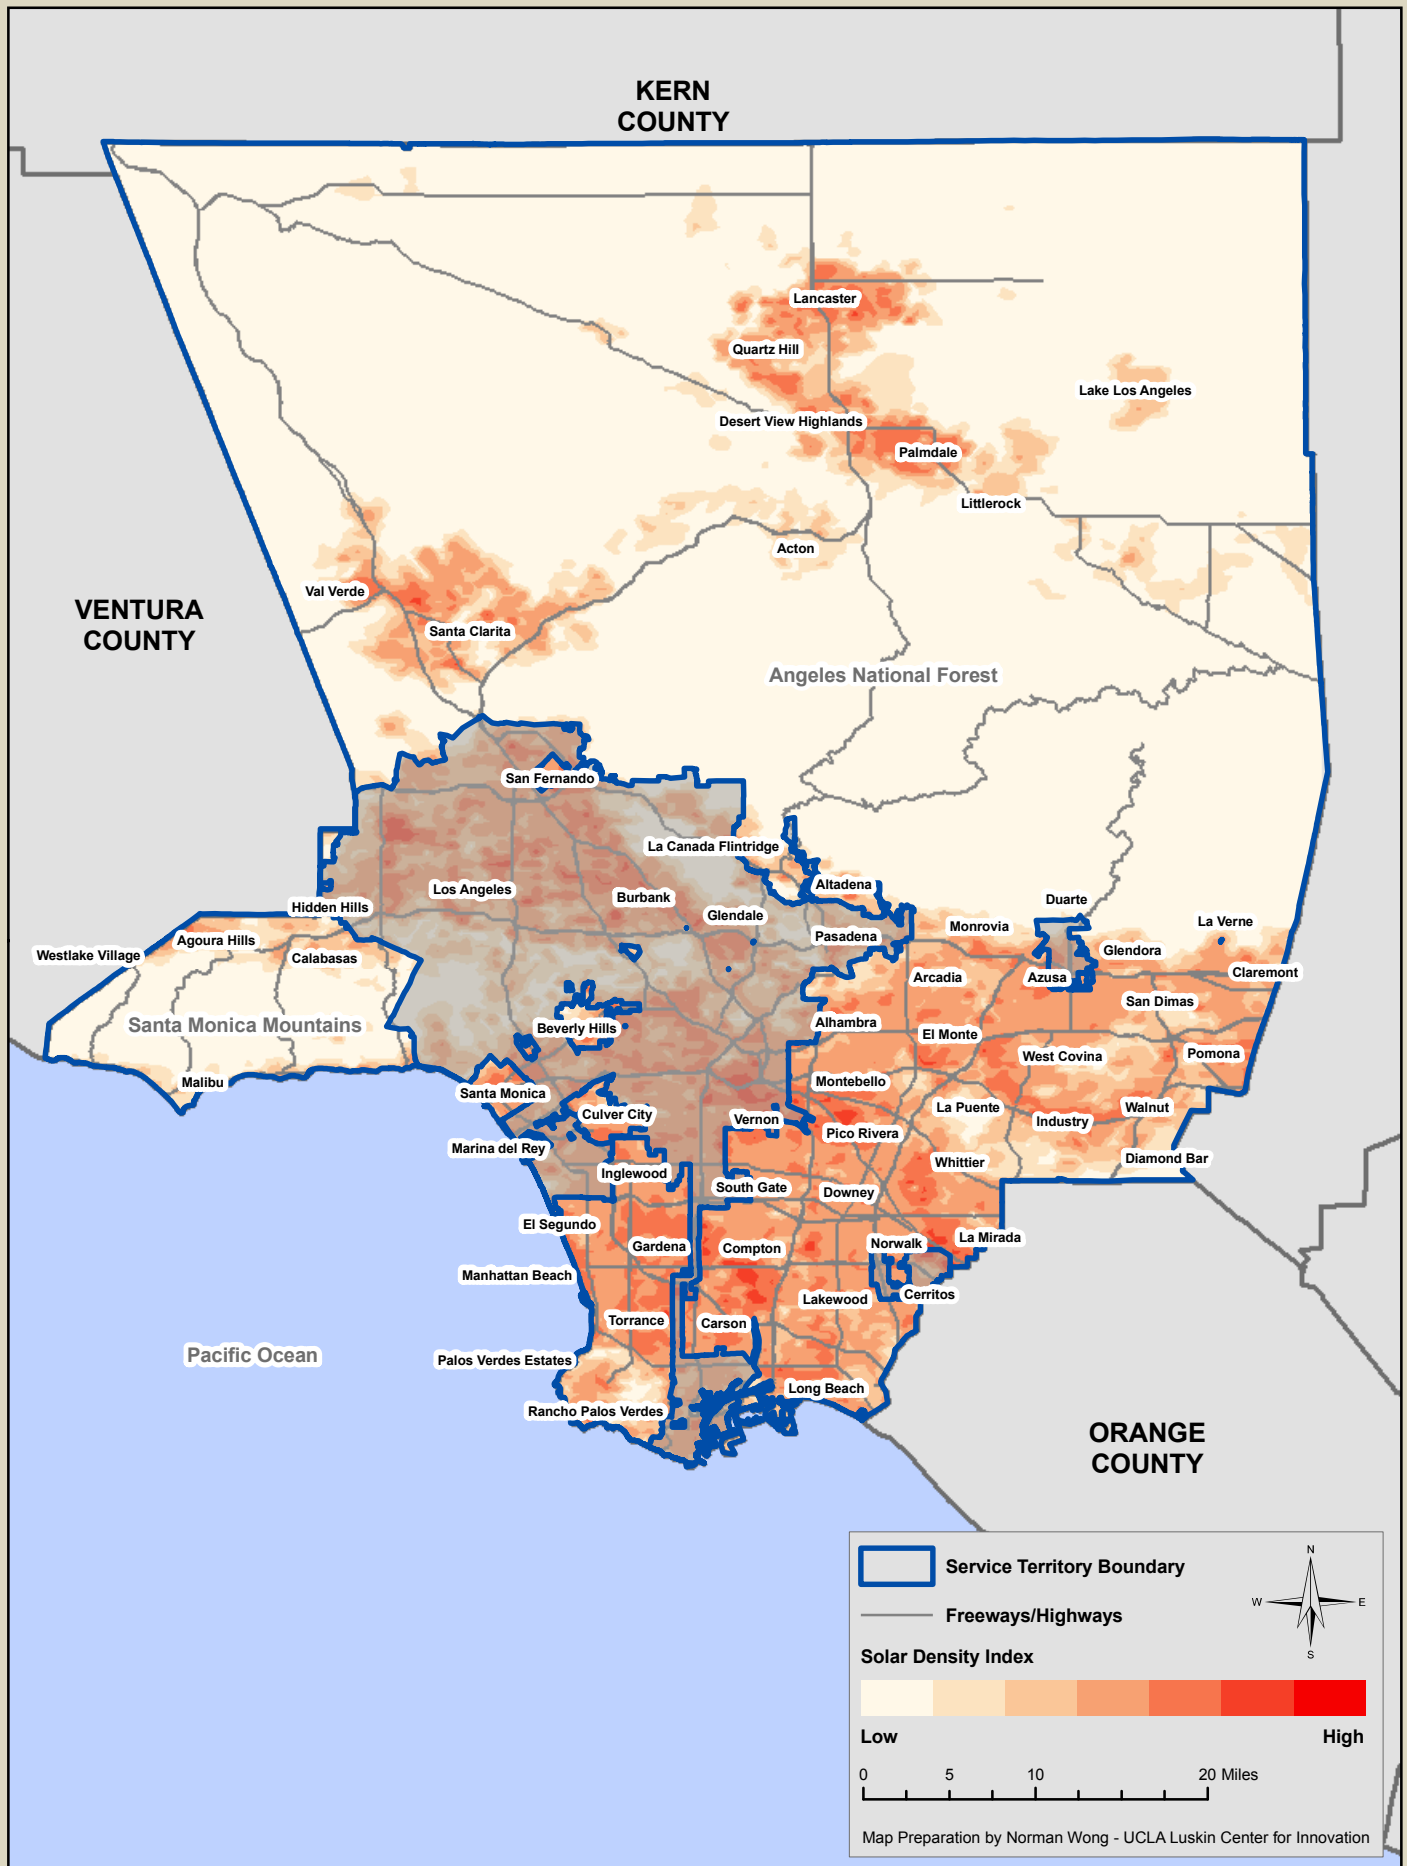 KERN
COUNTY
Lancaster
Quartz Hill
Lake Los Angeles
Desert View Highlands
Palmdale
Littlerock
Acton
Val Verde
VENTURA
COUNTY
Santa Clarita
Angeles National Forest
San Fernando
La Canada Flintridge
Altadena
Los Angeles
Burbank
Duarte
Hidden Hills
Glendale
La Verne
Monrovia
Pasadena
Agoura Hills
Glendora
Westlake Village
Calabasas
Claremont
Arcadia
Azusa
San Dimas
Santa Monica Mountains
Alhambra
Beverly Hills
El Monte
Pomona
West Covina
Malibu
Montebello
Santa Monica
La Puente
Walnut
Culver City
Vernon
Industry
Pico Rivera
Marina del Rey
Diamond Bar
Whittier
Inglewood
South Gate
Downey
El Segundo
La Mirada
Norwalk
Gardena
Compton
Manhattan Beach
Cerritos
Lakewood
Torrance
Carson
Pacific Ocean
Palos Verdes Estates
Long Beach
Rancho Palos Verdes
ORANGE
COUNTY
Service Territory Boundary
Freeways/Highways
N
W
E
S
Solar Density Index
Low
High
0 5 10 20 Miles
Map Preparation by Norman Wong - UCLA Luskin Center for Innovation